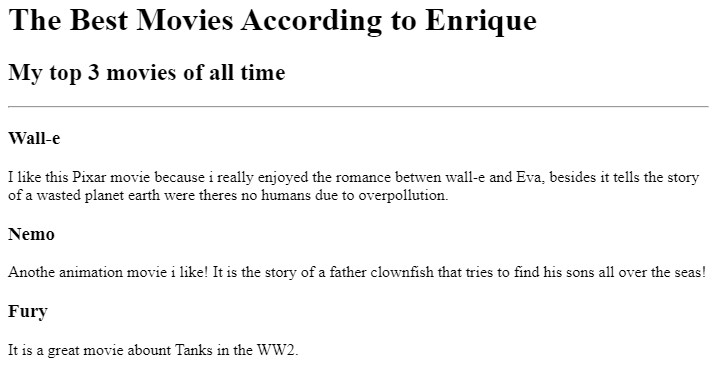 The Best Movies According to Enrique
My top 3 movies of all time
Wall-e
I like this Pixar movie because i really enjoyed the romance betwen wall-e and Eva, besides it tells the story
of a wasted planet earth were theres no humans due to overpollution.
Nemo
Anothe animation movie i like! It is the story of a father clownfish that tries to find his sons all over the seas!
Fury
It is a great movie abount Tanks in the WW2.